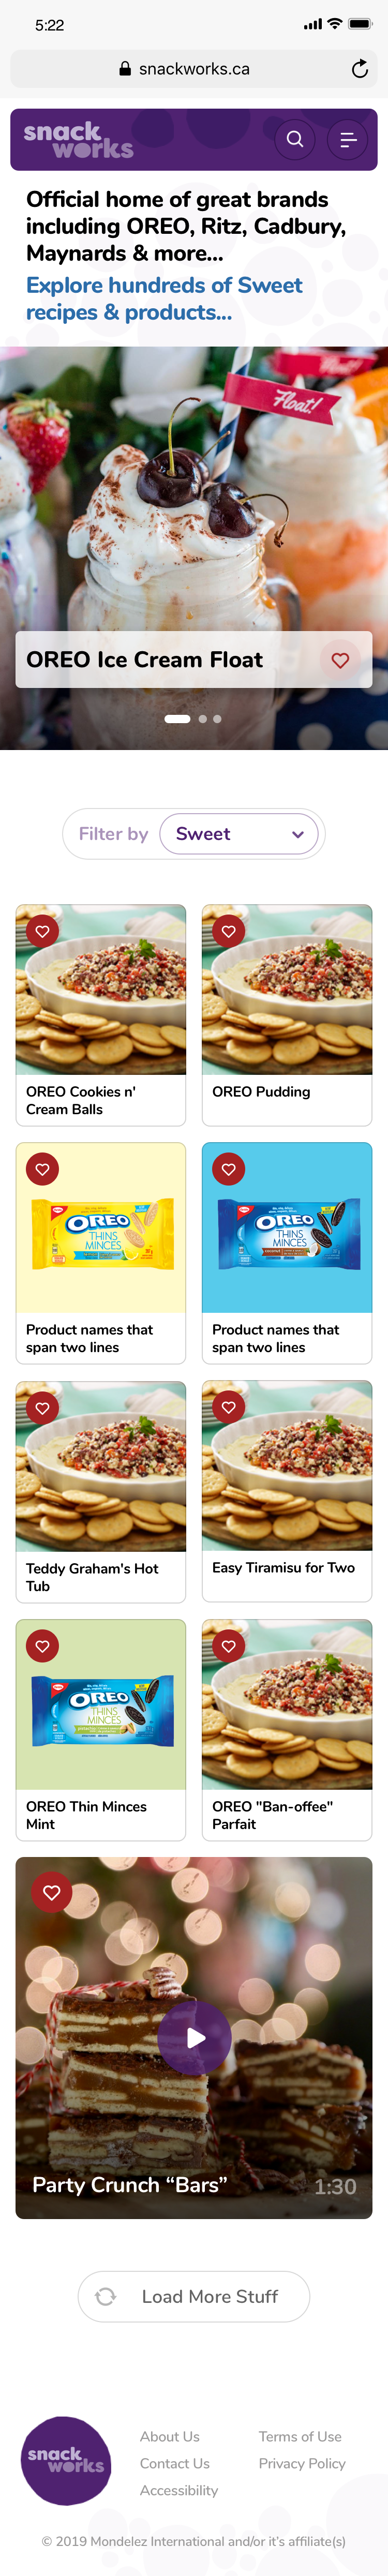 5:22
snackworks.ca
snack
works
Official home of great brands
including OREO, Ritz, Cadbury,
Maynards & more...
Explore hundreds of Sweet
recipes & products...
Float!
OREO Ice Cream Float
Filter by Sweet
OREO Cookies n'
Cream Balls
OREO Pudding
OREO
THINS
MINCES
OREO
THINS
MINCES
Product names that
span two lines
Product names that
span two lines
Teddy Graham's Hot
Tub
Easy Tiramisu for Two
OREO
THINS
MINCES
OREO Thin Minces
Mint
OREO "Ban-offee"
Parfait
Party Crunch “Bars”
1:30
Load More Stuff
snack
works
About Us
Contact Us
Accessibility
Terms of Use
Privacy Policy
© 2019 Mondelez International and/or it’s affiliate(s)